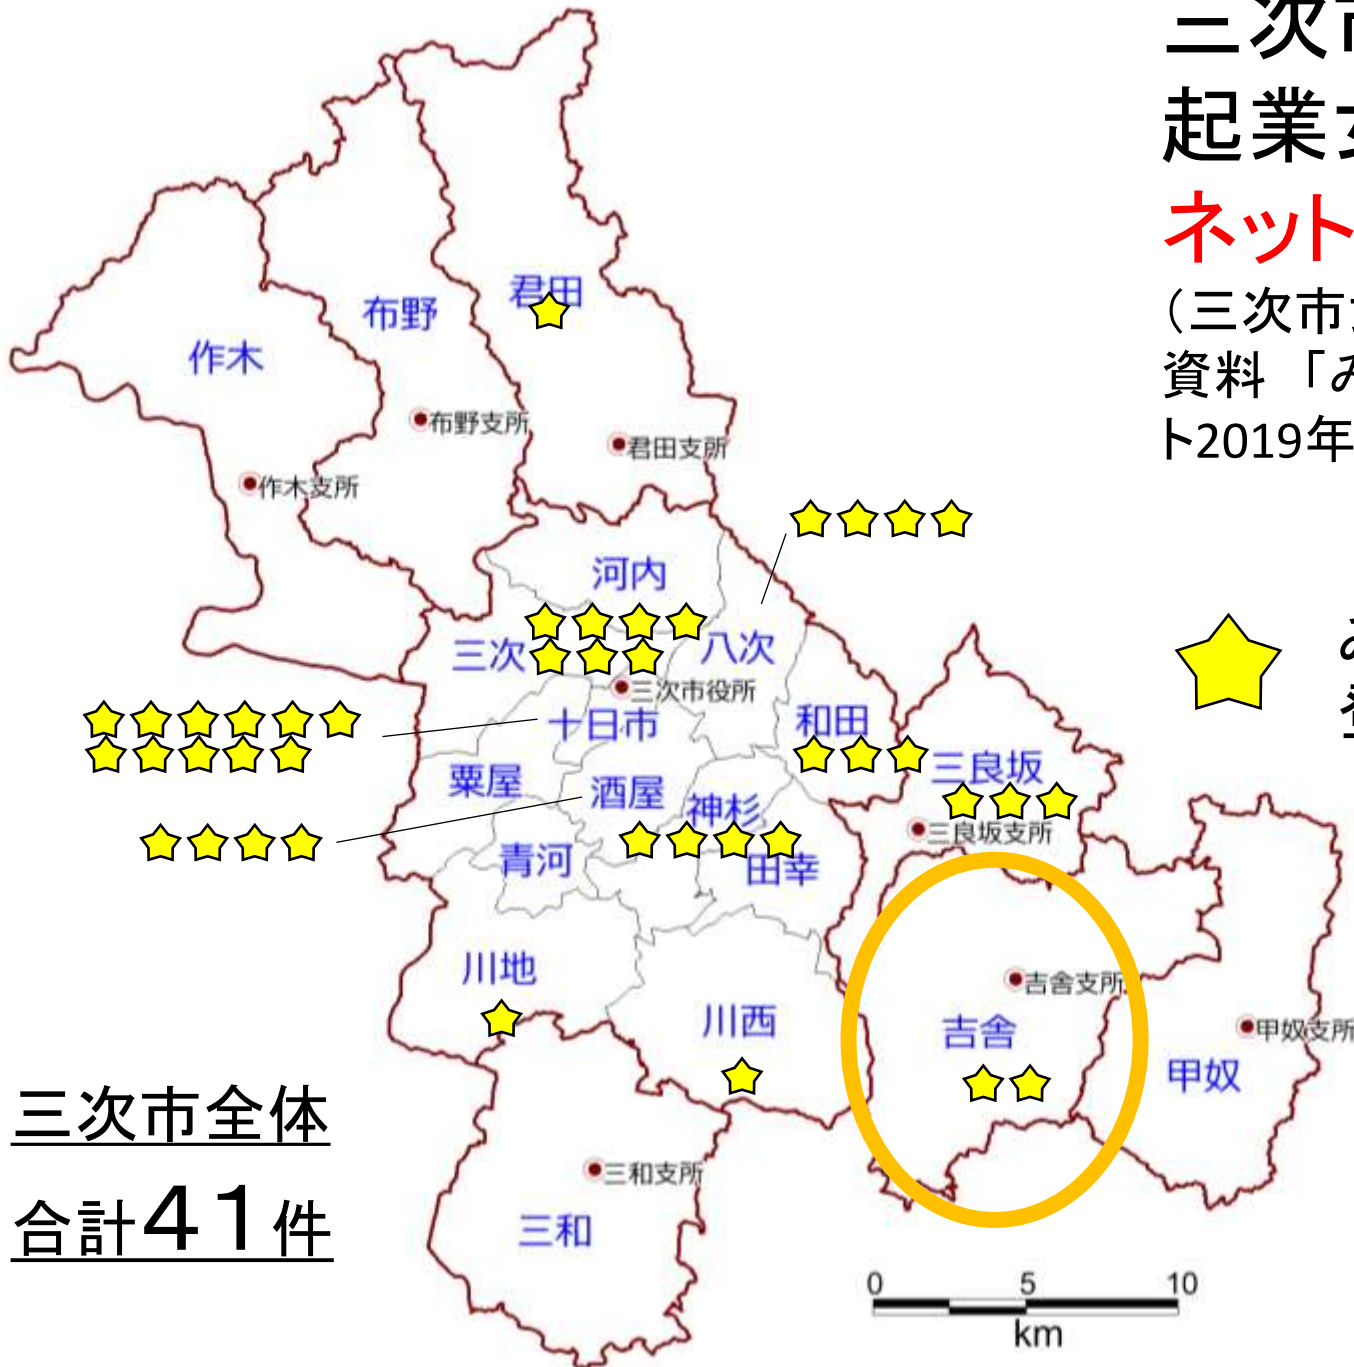 三次市
起業
ネット
（三次市
資料 「み
ト2019年
君田
布野
作木
布野支所
君田支所
作木支所
河内
三次
八次
三次市役所
十日市
和田
三良坂
粟屋
酒屋
神杉
三良坂支所
青河
田幸
川地
吉舎支所
川西
吉舎
甲奴支所
甲奴
三次市全体
合計４１件
三和支所
三和
0 5 10
km